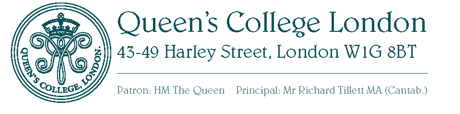 Queen's College London
43-49 Harley Street, London W1G 8BT
Patron: HM The Queen Principal: Mr Richard Tillett MA (Cantab.)
QUEEN'S COLLEGE, LONDON.